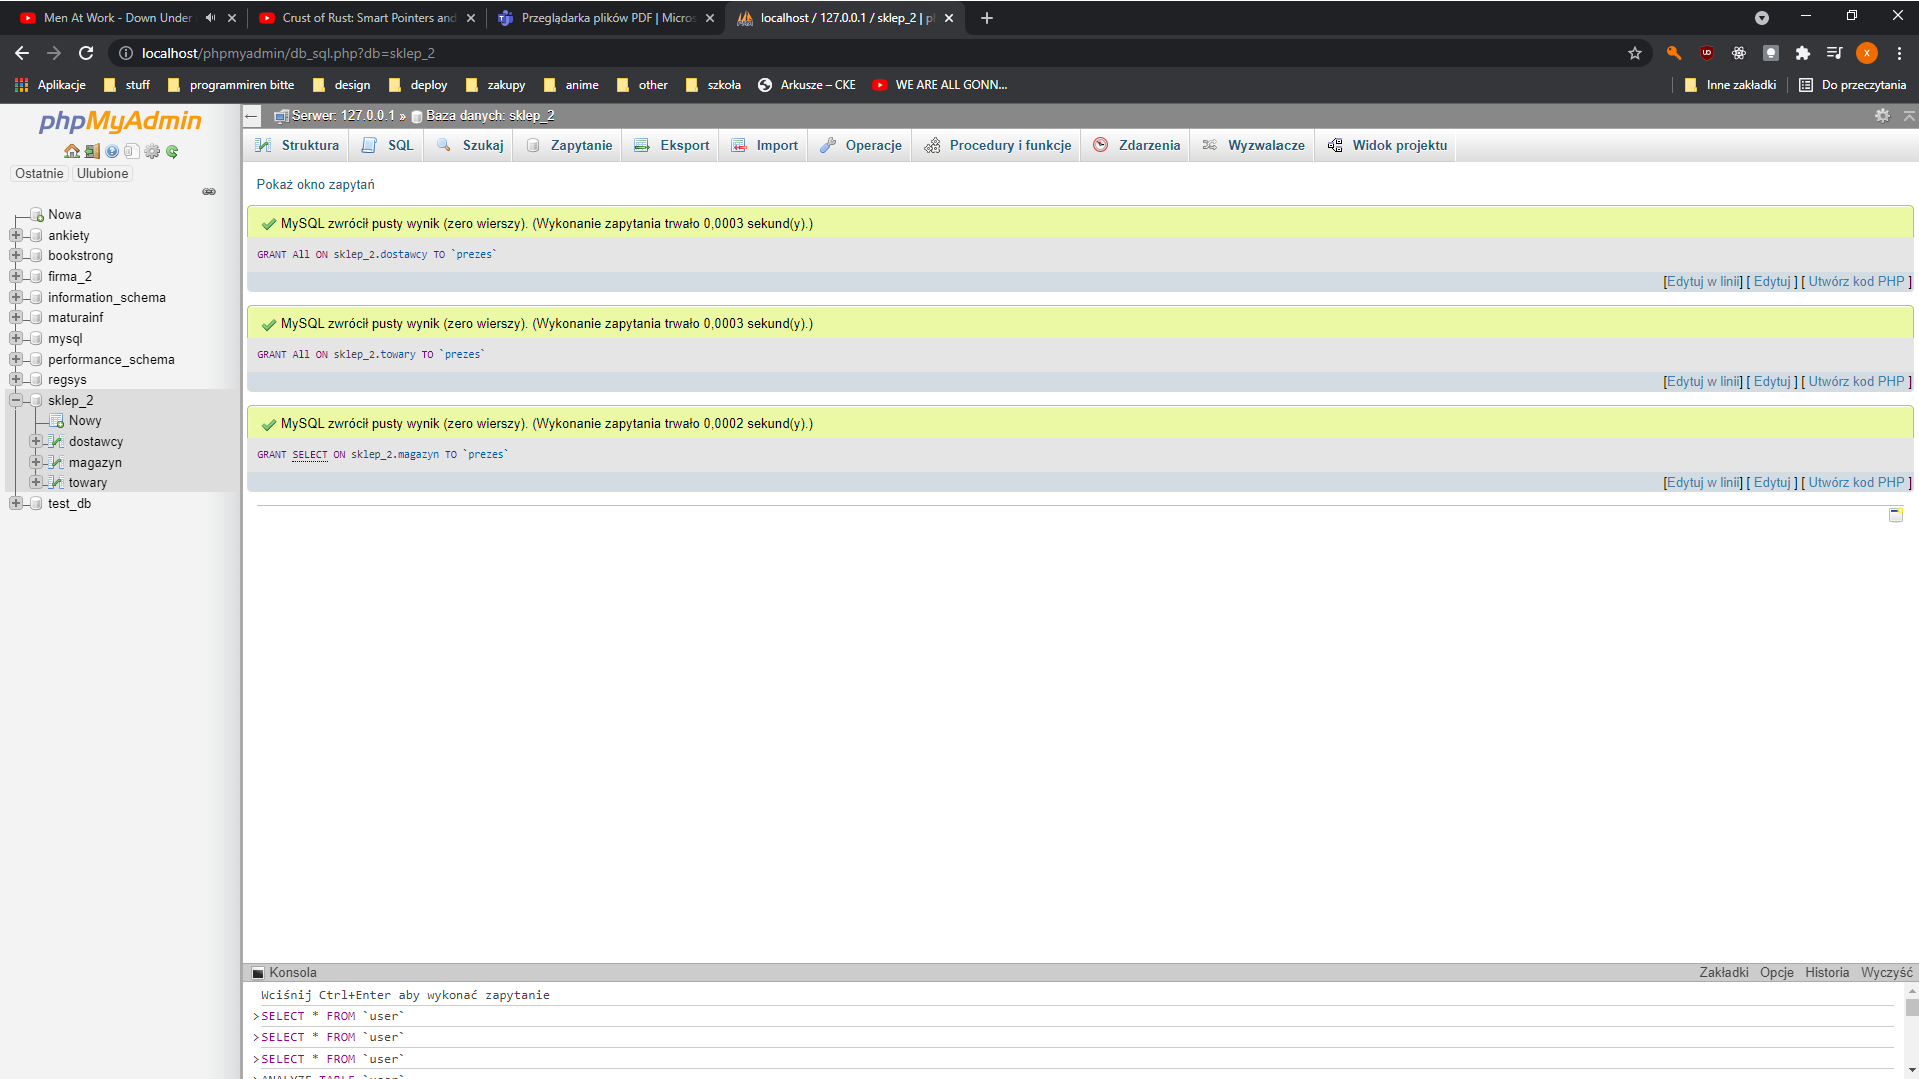 Men At Work - Down Under
Crust of Rust: Smart Pointers and
Przeglądarka plików PDF | Micros
localhost / 127.0.0.1 / sklep_2 | p
localhost/phpmyadmin/db_sql.php?db=sklep_2
X
Aplikacje stuff programmiren bitte design deploy zakupy anime other szkoła Arkusze – CKE WE ARE ALL GONN... Inne zakładki Do przeczytania
phpMyAdmin
Ostatnie Ulubione
Nowa
ankiety
bookstrong
firma_2
information_schema
maturainf
mysql
performance_schema
regsys
sklep_2
Nowy
dostawcy
magazyn
towary
test_db
Serwer: 127.0.0.1 » Baza danych: sklep_2
Struktura SQL Szukaj Zapytanie Eksport Import Operacje Procedury i funkcje Zdarzenia Wyzwalacze Widok projektu
Pokaż okno zapytań
MySQL zwrócił pusty wynik (zero wierszy). (Wykonanie zapytania trwało 0,0003 sekund(y).)
GRANT All ON sklep_2.dostawcy TO `prezes`
[Edytuj w linii] [ Edytuj ] [ Utwórz kod PHP ]
MySQL zwrócił pusty wynik (zero wierszy). (Wykonanie zapytania trwało 0,0003 sekund(y).)
GRANT All ON sklep_2.towary TO `prezes`
[Edytuj w linii] [ Edytuj ] [ Utwórz kod PHP ]
MySQL zwrócił pusty wynik (zero wierszy). (Wykonanie zapytania trwało 0,0002 sekund(y).)
GRANT SELECT ON sklep_2.magazyn TO `prezes`
[Edytuj w linii] [ Edytuj ] [ Utwórz kod PHP ]
Konsola Zakładki Opcje Historia Wyczyść
Wciśnij Ctrl+Enter aby wykonać zapytanie
>SELECT * FROM `user`
>SELECT * FROM `user`
>SELECT * FROM `user`
>ANALYZE TABLE `user`